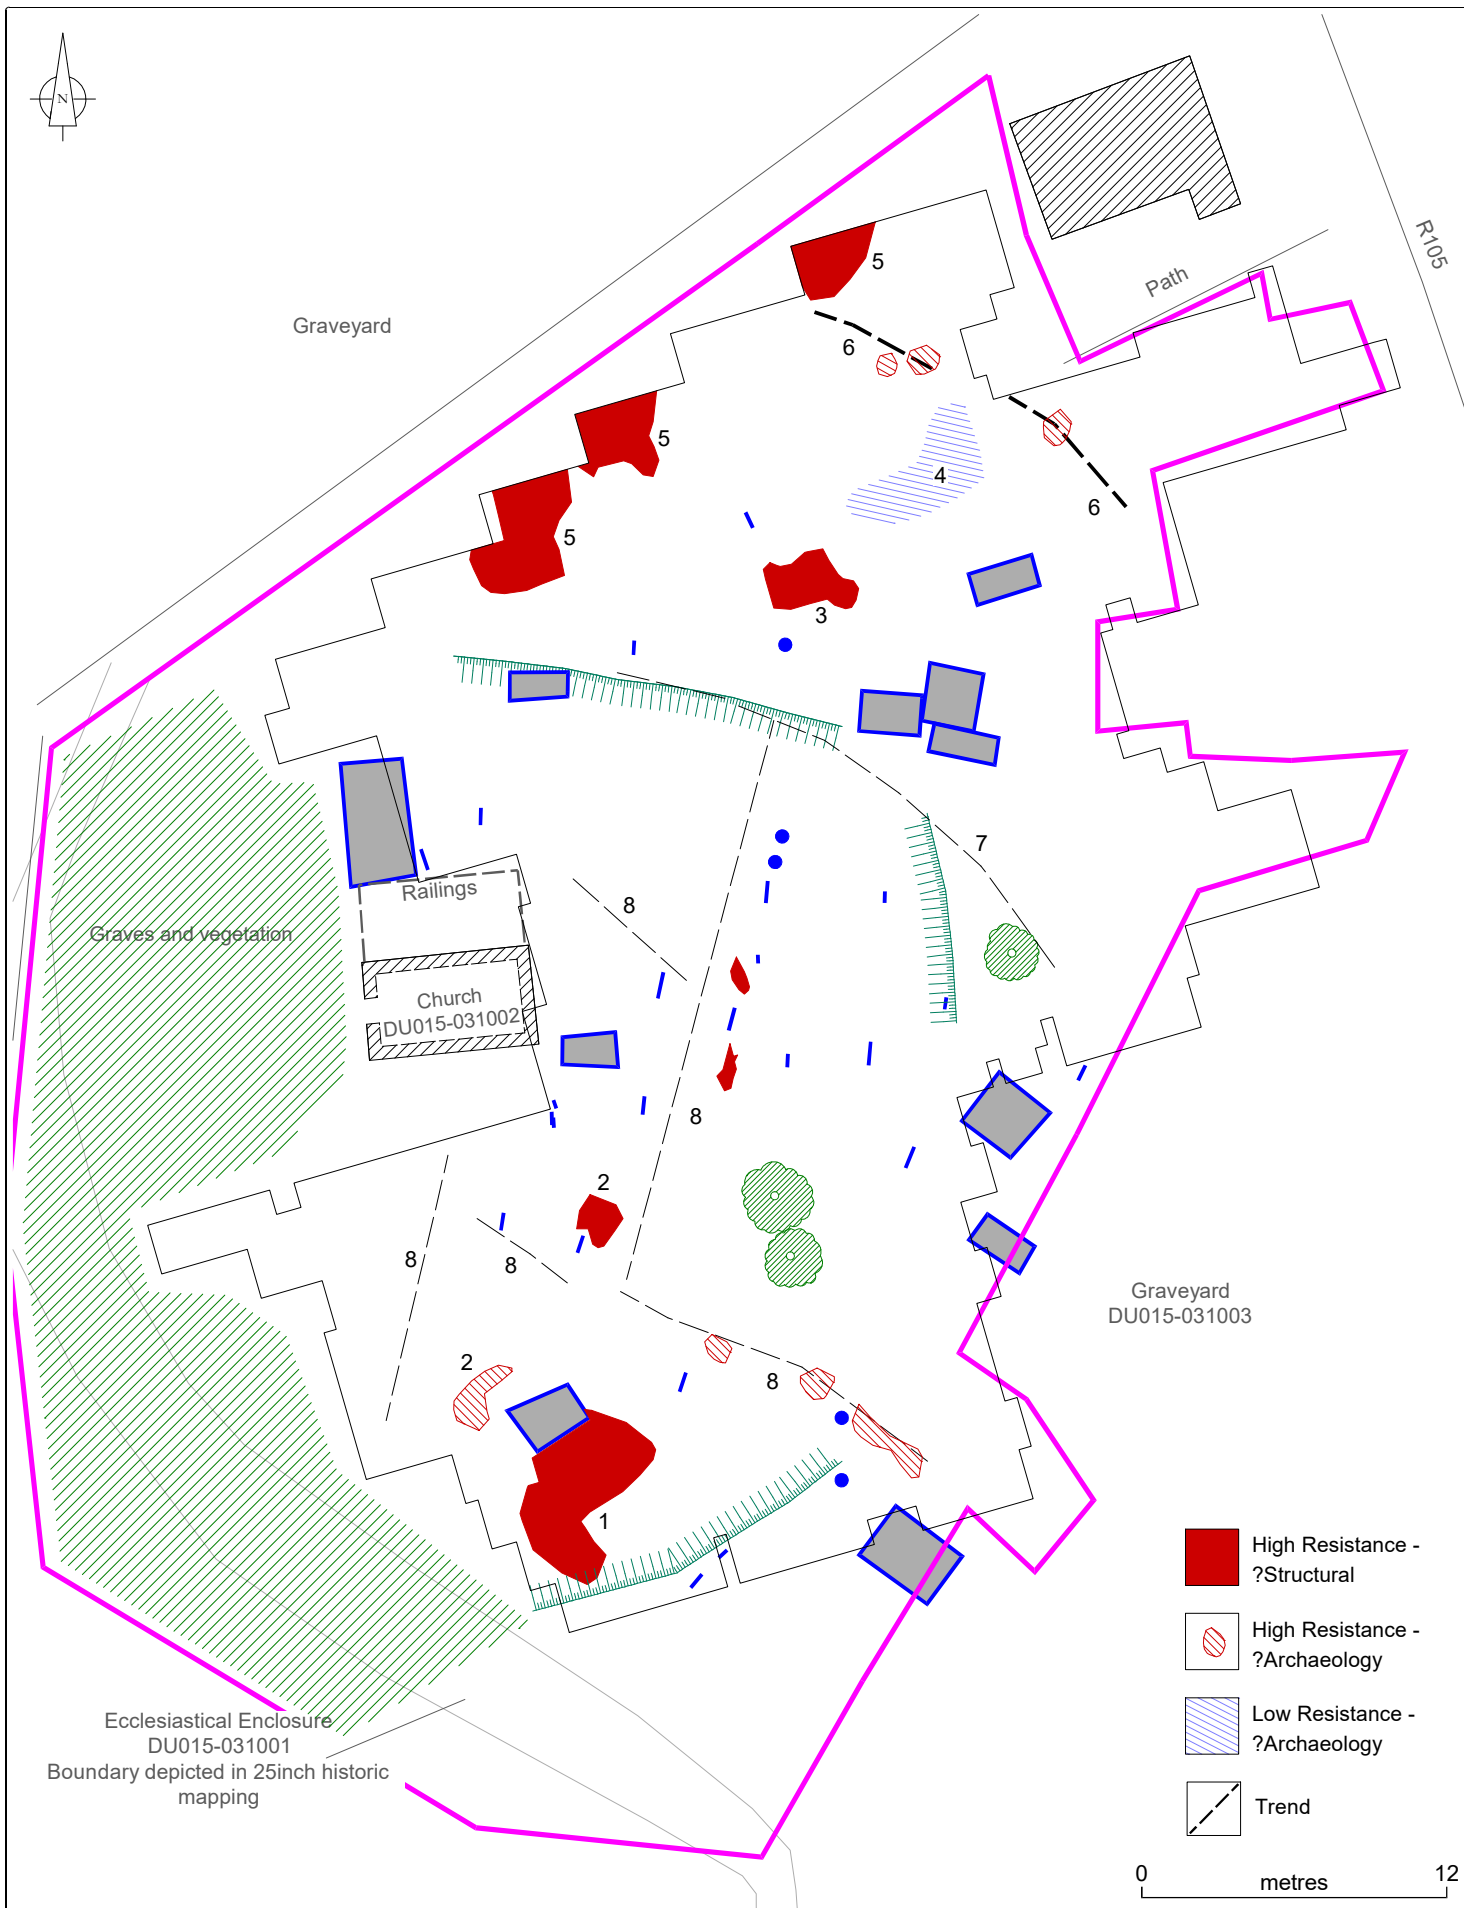 N
R105
Path
5
Graveyard
6
5
4
6
5
3
7
Railings
8
Graves and vegetation
Church
DU015-031002
8
2
8
8
Graveyard
DU015-031003
2
8
1
High Resistance -
?Structural
High Resistance -
?Archaeology
Low Resistance -
?Archaeology
Ecclesiastical Enclosure
DU015-031001
Boundary depicted in 25inch historic
mapping
Trend
0 12
metres